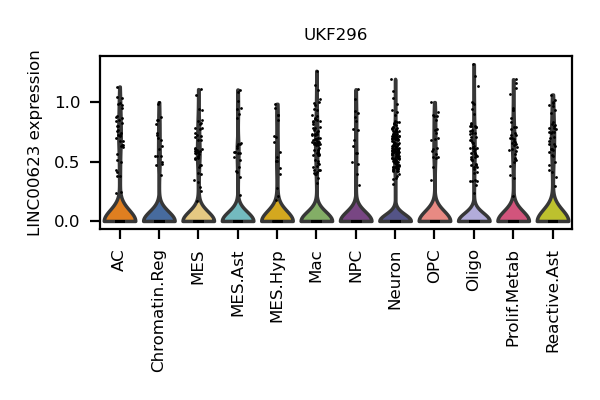 UKF296
LINC00623 expression
1.0
0.5
0.0
AC
Chromatin.Reg
MES
MES.Ast
MES.Hyp
Mac
NPC
Neuron
OPC
Oligo
Prolif.Metab
Reactive.Ast